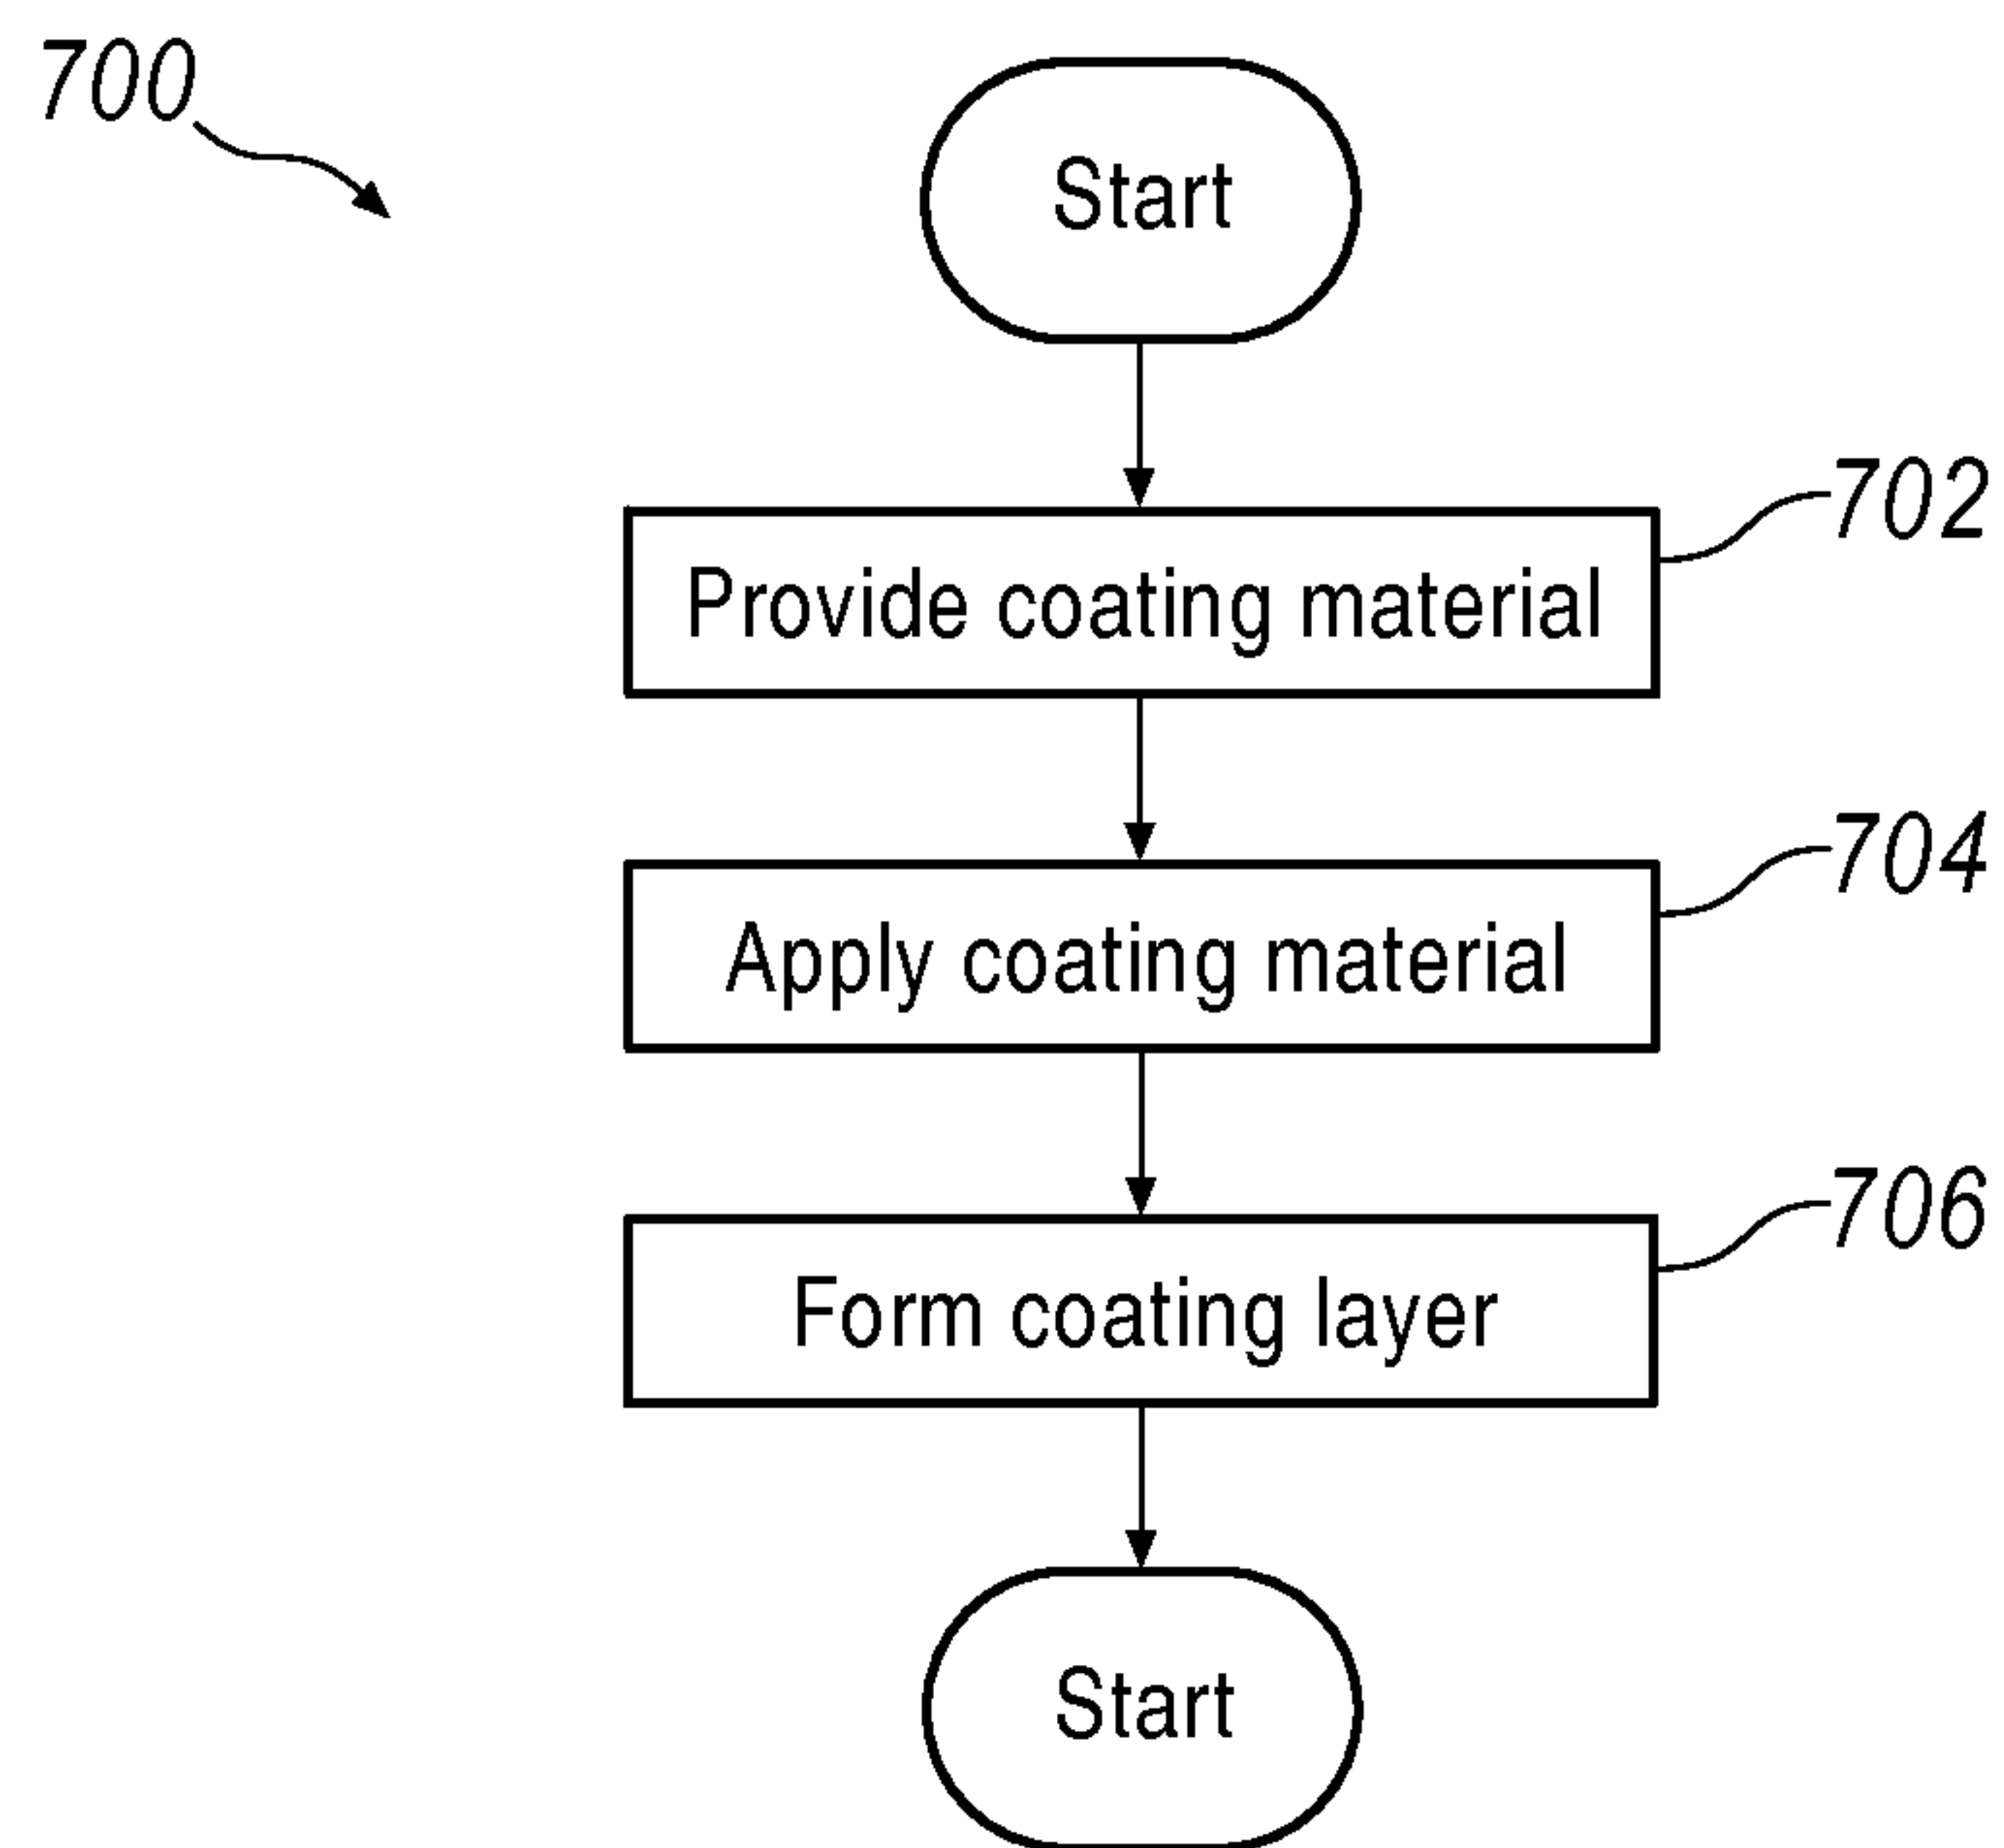 700
Start
702
Provide coating material
704
Apply coating material
706
Form coating layer
Start